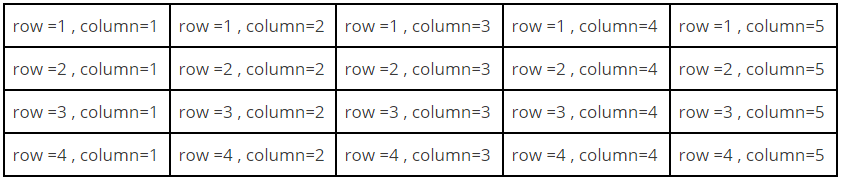 row =1 , column=1 row =1 , column=2 row =1 , column=3 row =1 , column=4 row =1 , column=5
row =2 , column=1 row =2 , column=2 row =2 , column=3 row =2 , column=4 row =2 , column=5
row =3 , column=1 row =3 , column=2 row =3 , column=3 row =3 , column=4 row =3 , column=5
row =4 , column=1 row =4 , column=2 row =4 , column=3 row =4 , column=4 row =4 , column=5